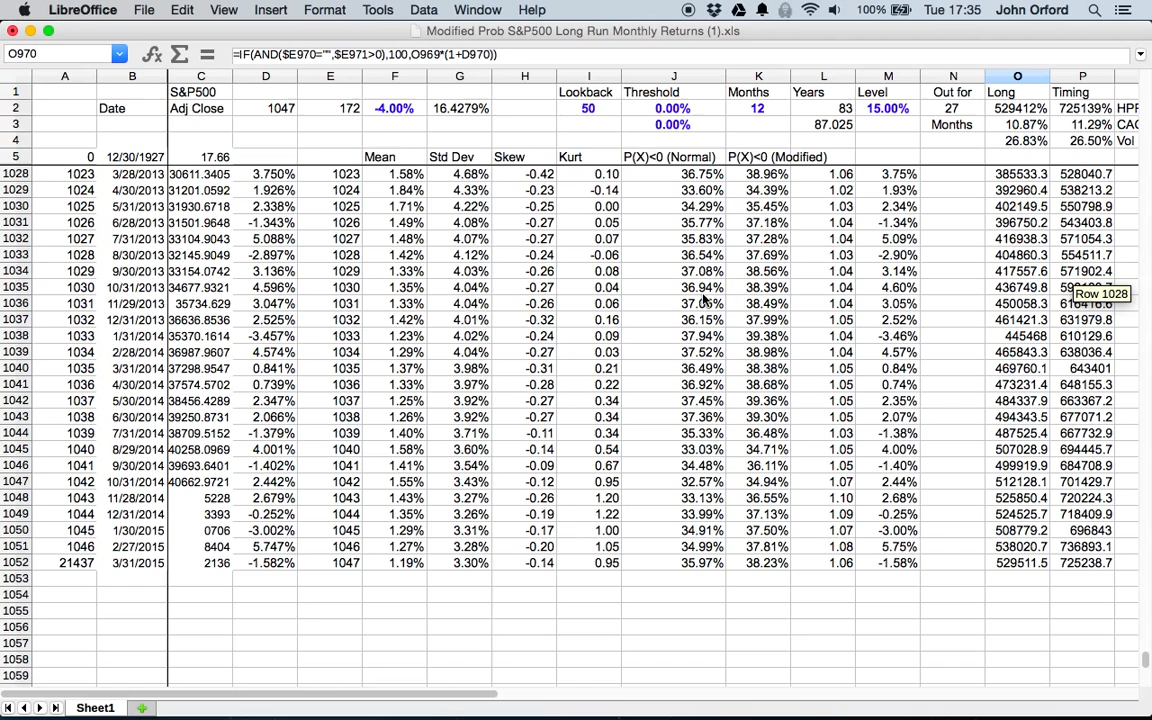 LibreOffice File Edit View Insert Format Tools Data Window Help 100% Tue 17:35 John Orford
Modified Prob S&P500 Long Run Monthly Returns (1).xls
O970 =IF(AND($E970="",$E971>0),100,O969*(1+D970))
A B C D E F G H I J K L M N O P
1 S&P500 Lookback Threshold Months Years Level Out for Long Timing
2 Date Adj Close 1047 172 -4.00% 16.4279% 50 0.00% 12 83 15.00% 27 529412% 725139% HPF
3 0.00% 87.025 Months 10.87% 11.29% CAC
4 26.83% 26.50% Vol
5 0 12/30/1927 17.66 Mean Std Dev Skew Kurt P(X)<0 (Normal) P(X)<0 (Modified)
1028 1023 3/28/2013 30611.3405 3.750% 1023 1.58% 4.68% -0.42 0.10 36.75% 38.96% 1.06 3.75% 385533.3 528040.7
1029 1024 4/30/2013 31201.0592 1.926% 1024 1.84% 4.33% -0.23 -0.14 33.60% 34.39% 1.02 1.93% 392960.4 538213.2
1030 1025 5/31/2013 31930.6718 2.338% 1025 1.71% 4.22% -0.25 0.00 34.29% 35.45% 1.03 2.34% 402149.5 550798.9
1031 1026 6/28/2013 31501.9648 -1.343% 1026 1.49% 4.08% -0.27 0.05 35.77% 37.18% 1.04 -1.34% 396750.2 543403.8
1032 1027 7/31/2013 33104.9043 5.088% 1027 1.48% 4.07% -0.27 0.07 35.83% 37.28% 1.04 5.09% 416938.3 571054.3
1033 1028 8/30/2013 32145.9049 -2.897% 1028 1.42% 4.12% -0.24 -0.06 36.54% 37.69% 1.04 -2.90% 404860.3 554511.7
1034 1029 9/30/2013 33154.0742 3.136% 1029 1.33% 4.03% -0.26 0.08 37.08% 38.56% 1.04 3.14% 417557.6 571902.4
1035 1030 10/31/2013 34677.9321 4.596% 1030 1.35% 4.03% -0.27 0.04 36.94% 38.39% 1.04 4.60% 436749.8 Row 1028
1036 1031 11/29/2013 35734.629 3.047% 1031 1.33% 4.04% -0.26 0.06 38.49% 1.04 3.05% 450058.3
1037 1032 12/31/2013 36636.8536 2.525% 1032 1.42% 4.01% -0.32 0.16 36.15% 37.99% 1.04 2.52% 461421.3 631979.8
1038 1033 1/31/2014 35370.1614 -3.457% 1033 1.23% 4.02% -0.24 0.09 37.94% 39.38% 1.04 -3.46% 445468 610129.6
1039 1034 2/28/2014 36987.9607 4.574% 1034 1.29% 4.04% -0.27 0.09 37.52% 38.98% 1.04 4.57% 465843.3 638036.4
1040 1035 3/31/2014 37298.9547 0.841% 1035 1.37% 3.98% -0.31 0.21 36.49% 38.38% 1.05 0.84% 469760.1 643401
1041 1036 4/30/2014 37574.5702 0.739% 1036 1.33% 3.97% -0.28 0.22 36.92% 38.68% 1.05 0.74% 473231.4 648155.3
1042 1037 5/30/2014 38456.4289 2.347% 1037 1.25% 3.92% -0.27 0.34 37.45% 39.36% 1.05 2.35% 484337.9 663367.2
1043 1038 6/30/2014 39250.8731 2.066% 1038 1.26% 3.92% -0.27 0.34 37.36% 39.30% 1.05 2.07% 494343.5 677071.2
1044 1039 7/31/2014 38709.5152 -1.379% 1039 1.40% 3.71% -0.11 0.34 35.33% 36.48% 1.03 -1.38% 487525.4 667732.9
1045 1040 8/29/2014 40258.0969 4.001% 1040 1.58% 3.60% -0.14 0.54 33.03% 34.71% 1.05 4.00% 507028.9 694446.5
1046 1041 9/30/2014 39693.6401 -1.402% 1041 1.41% 3.54% -0.09 0.67 34.48% 36.11% 1.05 -1.40% 499919.9 684708.9
1047 1042 10/31/2014 40662.9721 2.442% 1042 1.55% 3.43% -0.12 0.95 32.57% 34.94% 1.07 2.44% 512128.1 701429.7
1048 1043 11/28/2014 5228 2.679% 1043 1.43% 3.27% -0.26 1.20 33.13% 36.55% 1.10 2.68% 525850.4 720224.3
1049 1044 12/31/2014 3393 -0.252% 1044 1.35% 3.26% -0.19 1.22 33.99% 37.13% 1.09 -0.25% 524525.7 718409.9
1050 1045 1/30/2015 0706 -3.002% 1045 1.29% 3.31% -0.17 1.00 34.91% 37.50% 1.07 -3.00% 508779.2 696843
1051 1046 2/27/2015 8404 5.747% 1046 1.27% 3.28% -0.20 1.05 34.99% 37.81% 1.08 5.75% 538020.7 736893.1
1052 21437 3/31/2015 2136 -1.582% 1047 1.19% 3.30% -0.14 0.95 35.97% 38.23% 1.06 -1.58% 529511.5 725238.7
1053
1054
1055
1056
1057
1058
1059
Sheet1